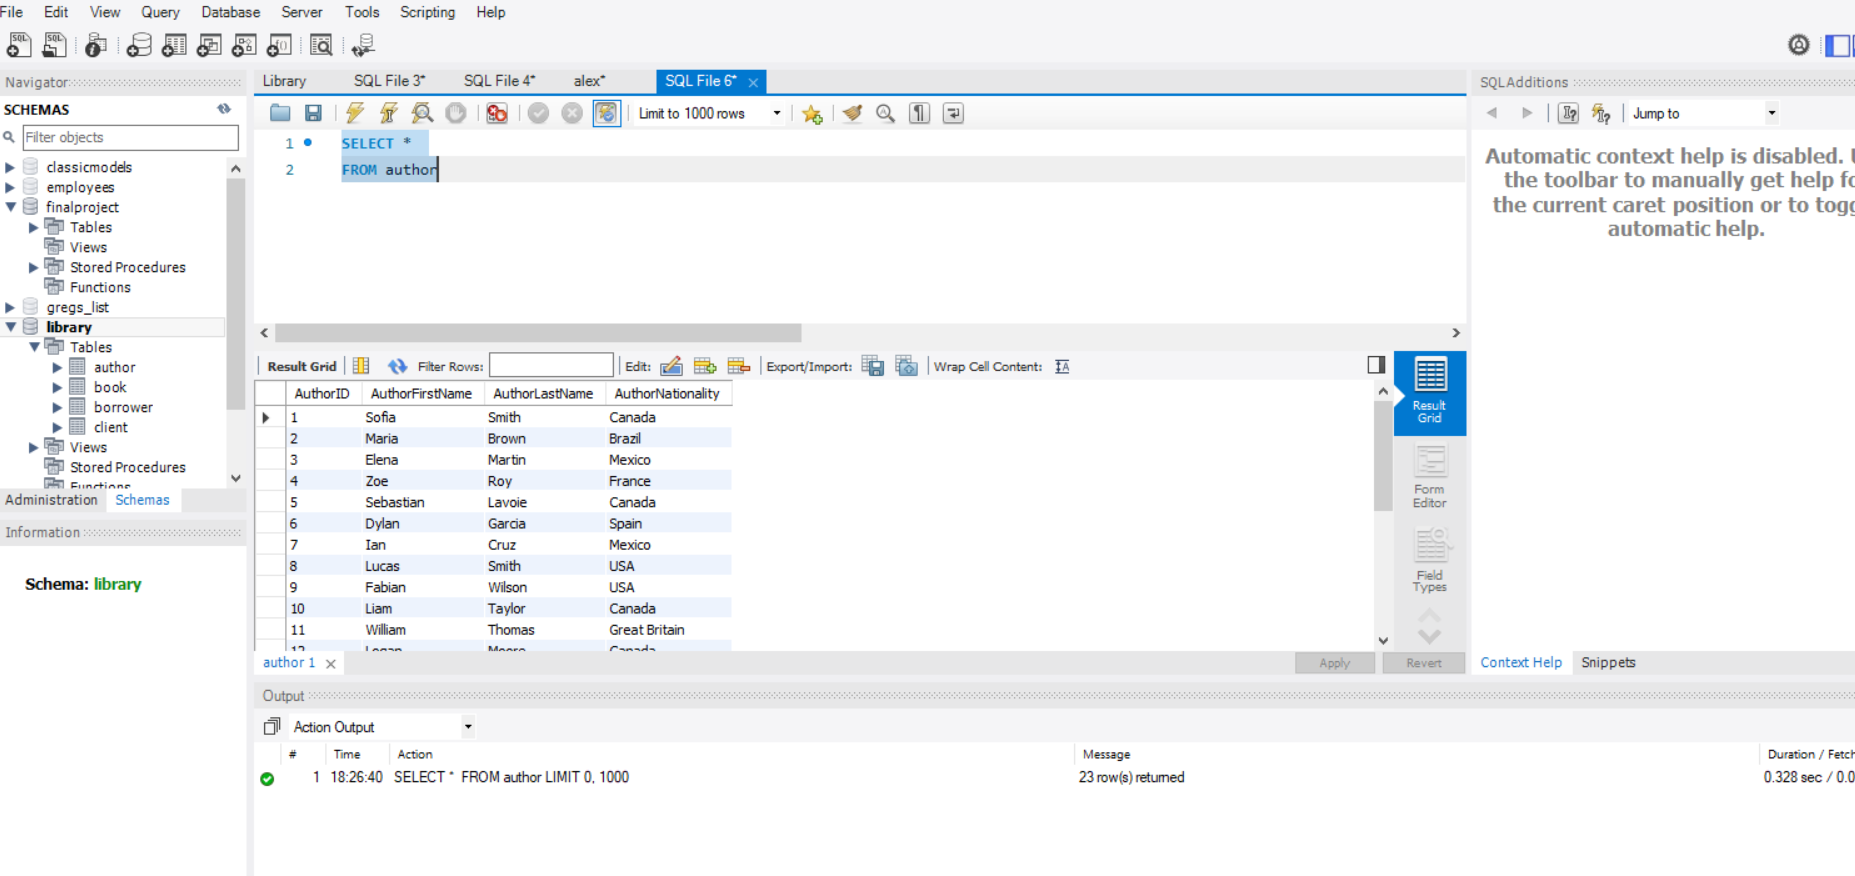 File Edit View Query Database Server Tools Scripting Help
Navigator
SCHEMAS
Filter objects
classicmodels
employees
finalproject
Tables
Views
Stored Procedures
Functions
gregs_list
library
Tables
author
book
borrower
client
Views
Stored Procedures
Functions
Administration Schemas
Information
Schema: library
Library SQL File 3* SQL File 4* alex* SQL File 6*
Limit to 1000 rows
1 SELECT *
2 FROM author
Result Grid Filter Rows: Edit: Export/Import: Wrap Cell Content:
AuthorID AuthorFirstName AuthorLastName AuthorNationality
1 Sofia Smith Canada
2 Maria Brown Brazil
3 Elena Martin Mexico
4 Zoe Roy France
5 Sebastian Lavoie Canada
6 Dylan Garcia Spain
7 Ian Cruz Mexico
8 Lucas Smith USA
9 Fabian Wilson USA
10 Liam Taylor Canada
11 William Thomas Great Britain
12 Logan Moore Canada
Result
Grid
Form
Editor
Field
Types
author 1 Apply Revert
SQLAdditions
Jump to
Automatic context help is disabled.
the toolbar to manually get help
the current caret position or to
automatic help.
Context Help Snippets
Output
Action Output
# Time Action Message Duration / Fetch
1 18:26:40 SELECT * FROM author LIMIT 0, 1000 23 row(s) returned 0.328 sec / 0.0